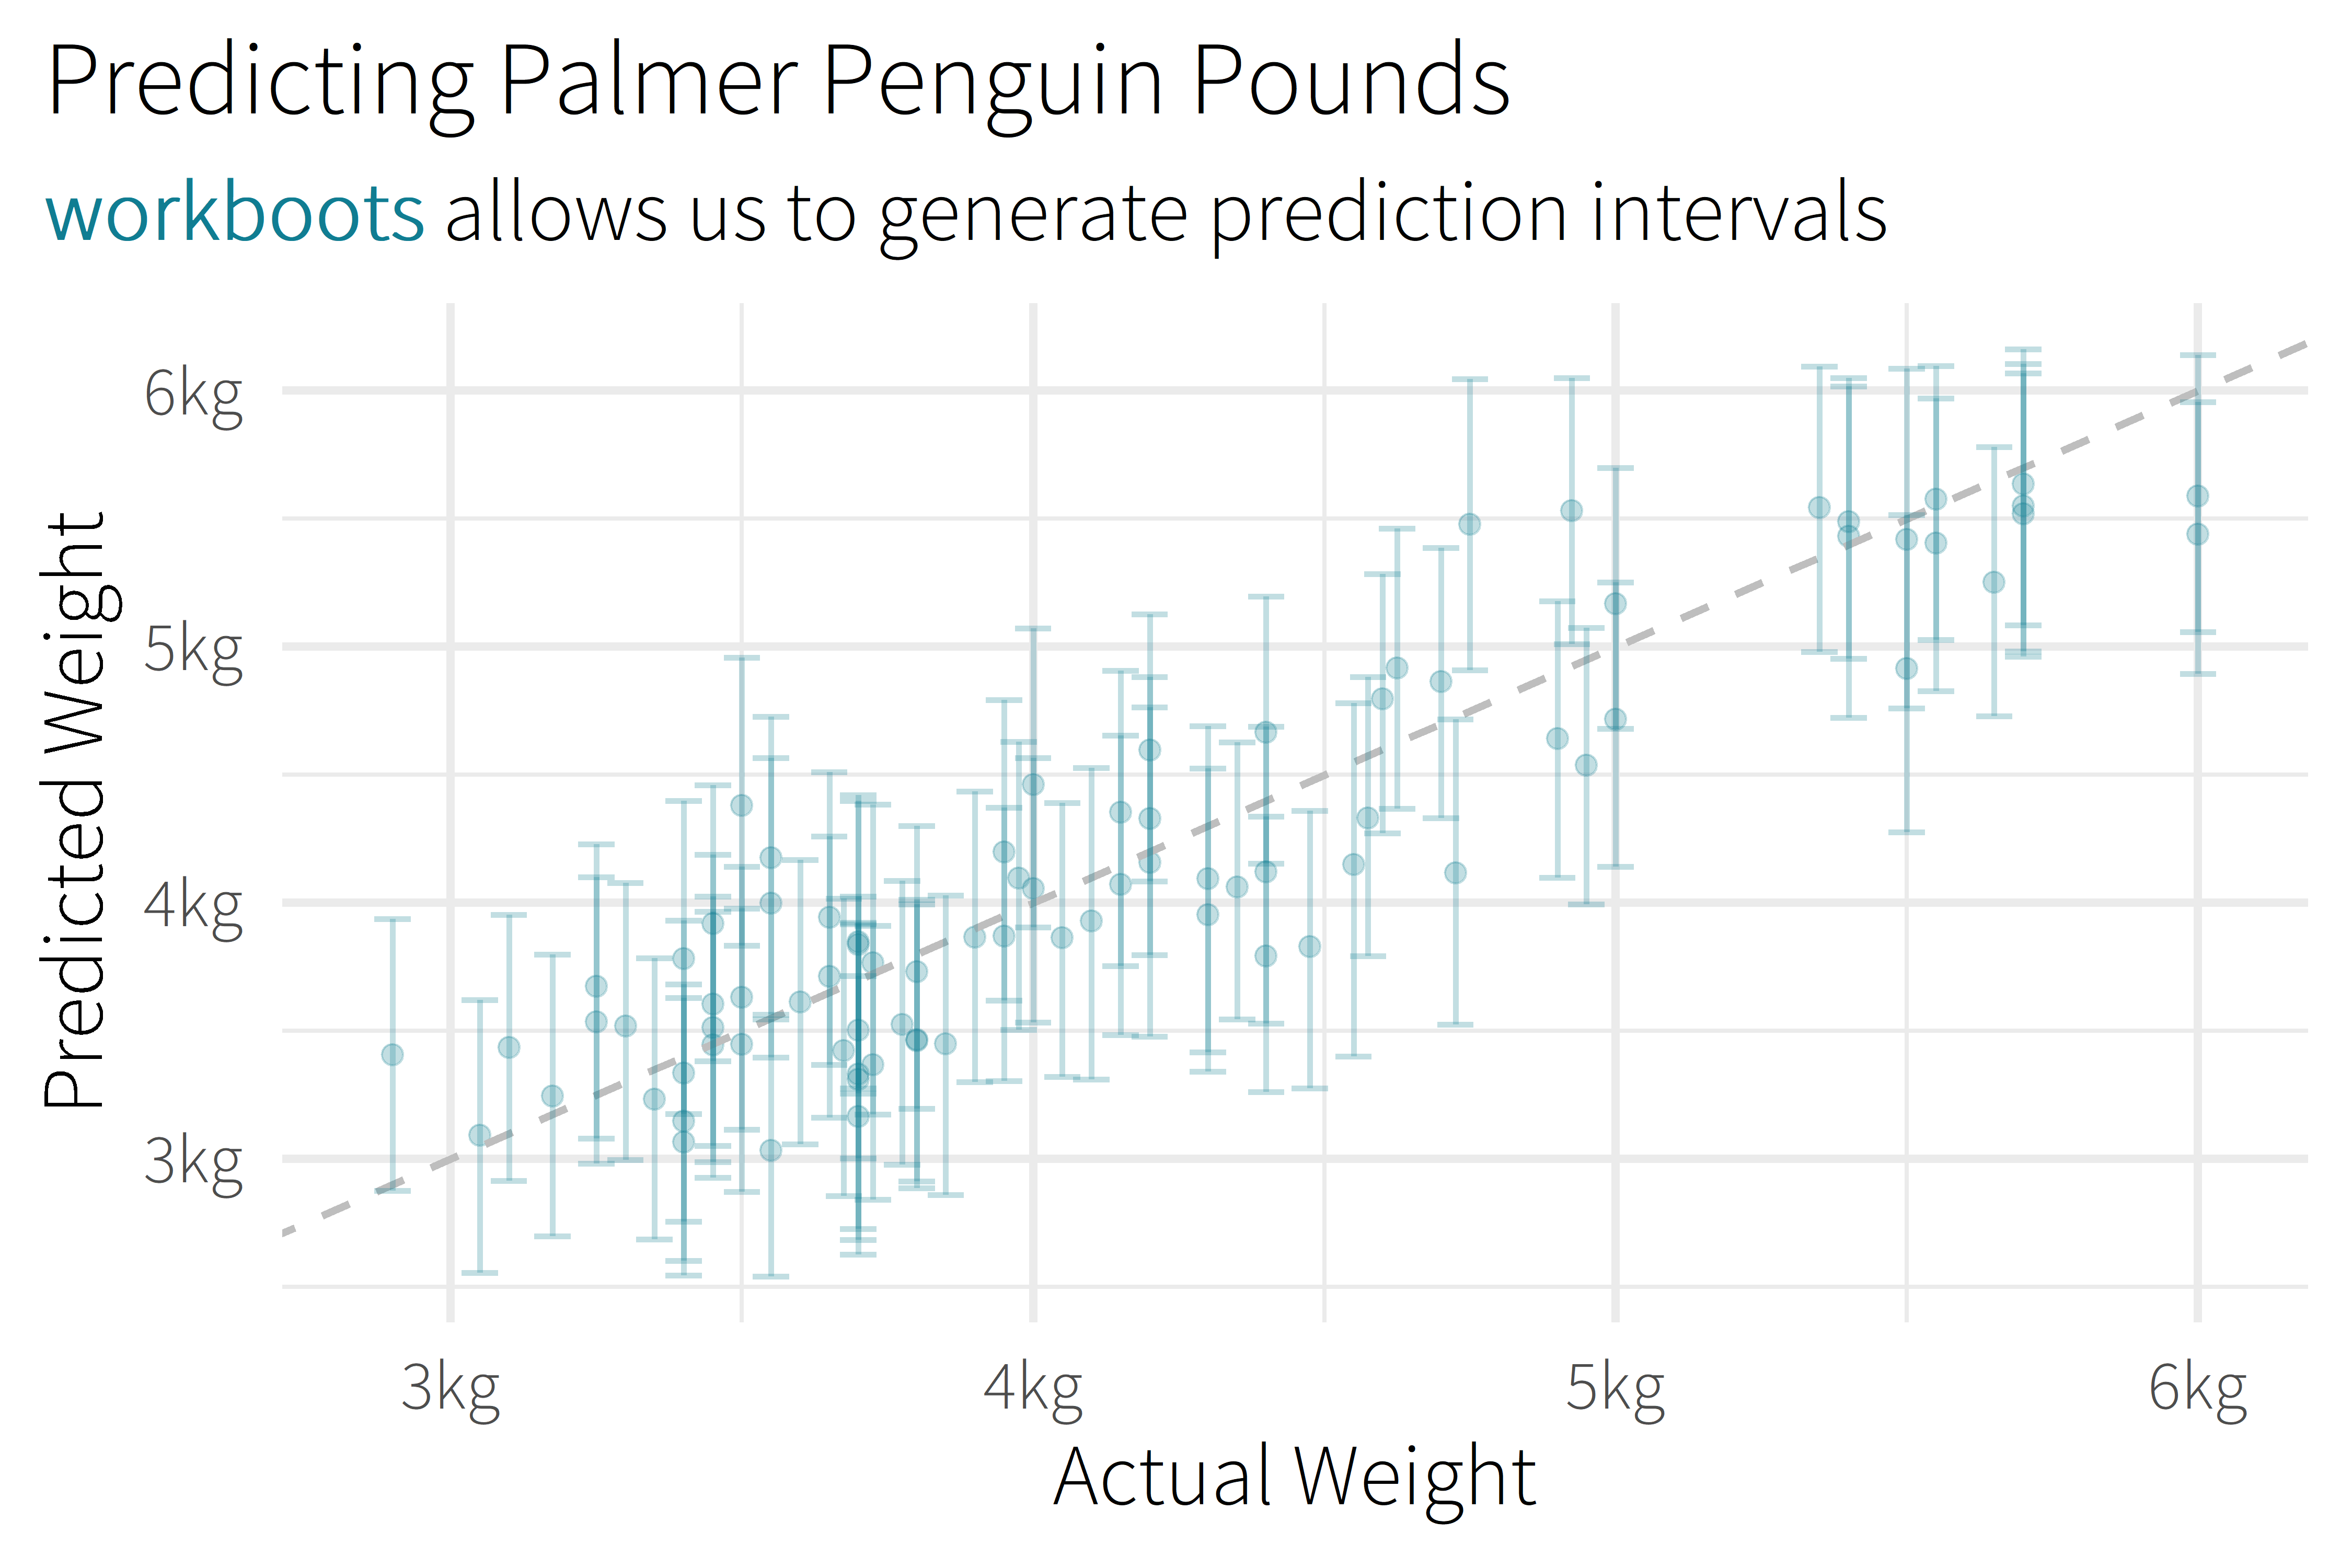 Predicting Palmer Penguin Pounds
workboots allows us to generate prediction intervals
Predicted Weight
6kg
5kg
4kg
3kg
3kg 4kg 5kg 6kg
Actual Weight